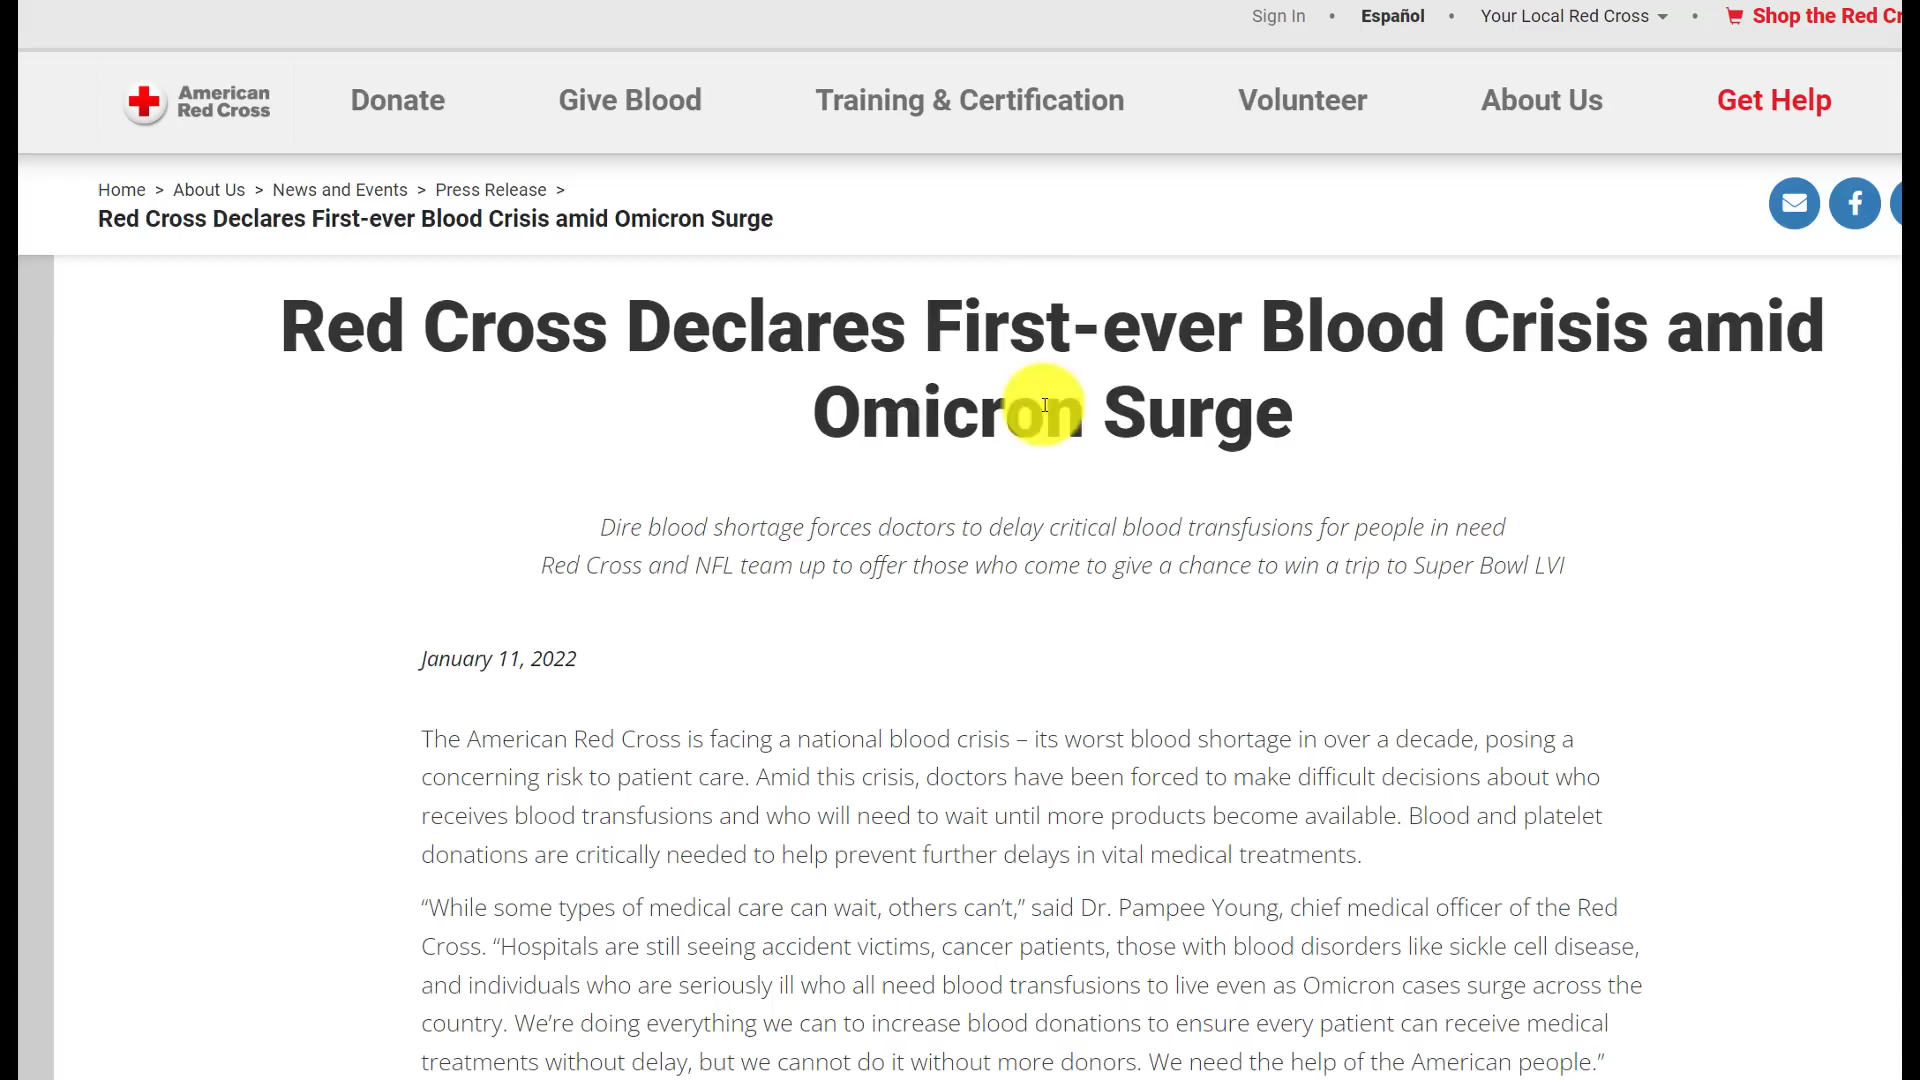 Sign In • Español • Your Local Red Cross • Shop the Red Cr
American
Red Cross
Donate
Give Blood
Training & Certification
Volunteer
About Us
Get Help
Home > About Us > News and Events > Press Release >
Red Cross Declares First-ever Blood Crisis amid Omicron Surge
Red Cross Declares First-ever Blood Crisis amid
Omicron Surge
Dire blood shortage forces doctors to delay critical blood transfusions for people in need
Red Cross and NFL team up to offer those who come to give a chance to win a trip to Super Bowl LVI
January 11, 2022
The American Red Cross is facing a national blood crisis – its worst blood shortage in over a decade, posing a
concerning risk to patient care. Amid this crisis, doctors have been forced to make difficult decisions about who
receives blood transfusions and who will need to wait until more products become available. Blood and platelet
donations are critically needed to help prevent further delays in vital medical treatments.
“While some types of medical care can wait, others can’t,” said Dr. Pampee Young, chief medical officer of the Red
Cross. “Hospitals are still seeing accident victims, cancer patients, those with blood disorders like sickle cell disease,
and individuals who are seriously ill who all need blood transfusions to live even as Omicron cases surge across the
country. We’re doing everything we can to increase blood donations to ensure every patient can receive medical
treatments without delay, but we cannot do it without more donors. We need the help of the American people.”